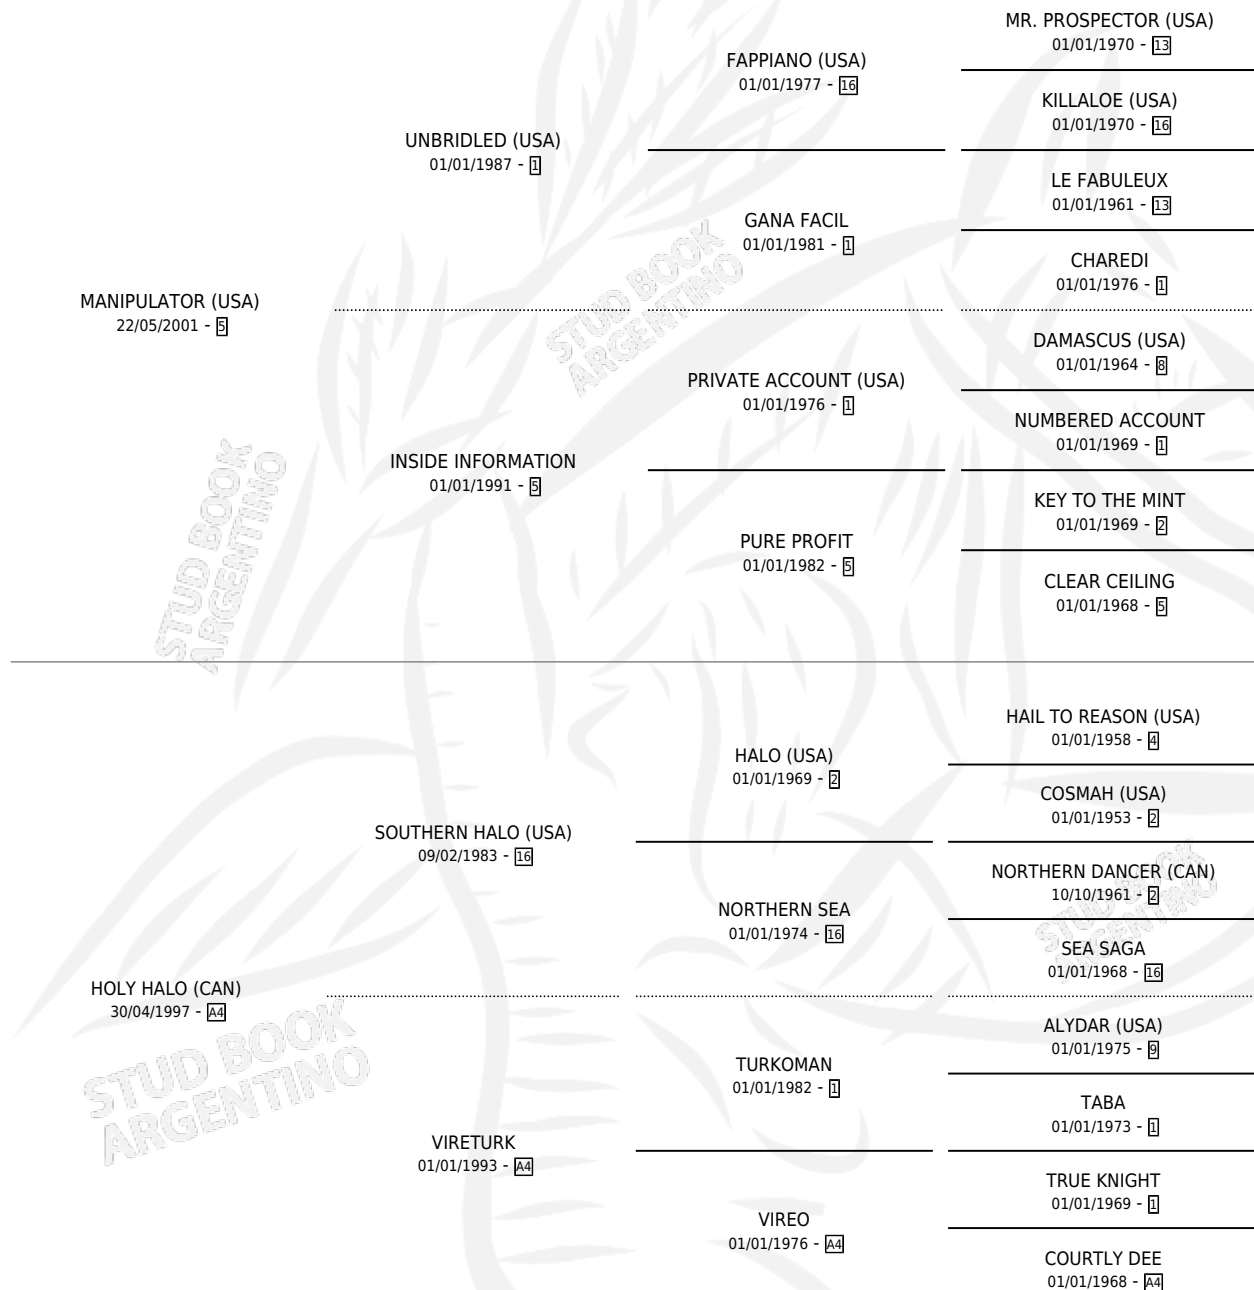 MR. PROSPECTOR (USA)
01/01/1970 - 13
FAPPIANO (USA)
01/01/1977 - 16
KILLALOE (USA)
01/01/1970 - 16
UNBRIDLED (USA)
01/01/1987 - 1
LE FABULEUX
01/01/1961 - 13
GANA FACIL
01/01/1981 - 1
CHAREDI
01/01/1976 - 1
MANIPULATOR (USA)
22/05/2001 - 5
DAMASCUS (USA)
01/01/1964 - 8
PRIVATE ACCOUNT (USA)
01/01/1976 - 1
NUMBERED ACCOUNT
01/01/1969 - 1
INSIDE INFORMATION
01/01/1991 - 5
KEY TO THE MINT
01/01/1969 - 2
PURE PROFIT
01/01/1982 - 5
CLEAR CEILING
01/01/1968 - 5
HAIL TO REASON (USA)
01/01/1958 - 4
HALO (USA)
01/01/1969 - 2
COSMAH (USA)
01/01/1953 - 2
SOUTHERN HALO (USA)
09/02/1983 - 16
NORTHERN DANCER (CAN)
10/10/1961 - 2
NORTHERN SEA
01/01/1974 - 16
SEA SAGA
01/01/1968 - 16
HOLY HALO (CAN)
30/04/1997 - A4
ALYDAR (USA)
01/01/1975 - 9
TURKOMAN
01/01/1982 - 1
TABA
01/01/1973 - 1
VIRETURK
01/01/1993 - A4
TRUE KNIGHT
01/01/1969 - 1
VIREO
01/01/1976 - A4
COURTLY DEE
01/01/1968 - A4
STUD BOOK
ARGENTINO
STUD BOOK
ARGENTINO
STUD BOOK
ARGENTINO
STUD BOOK
ARGENTINO